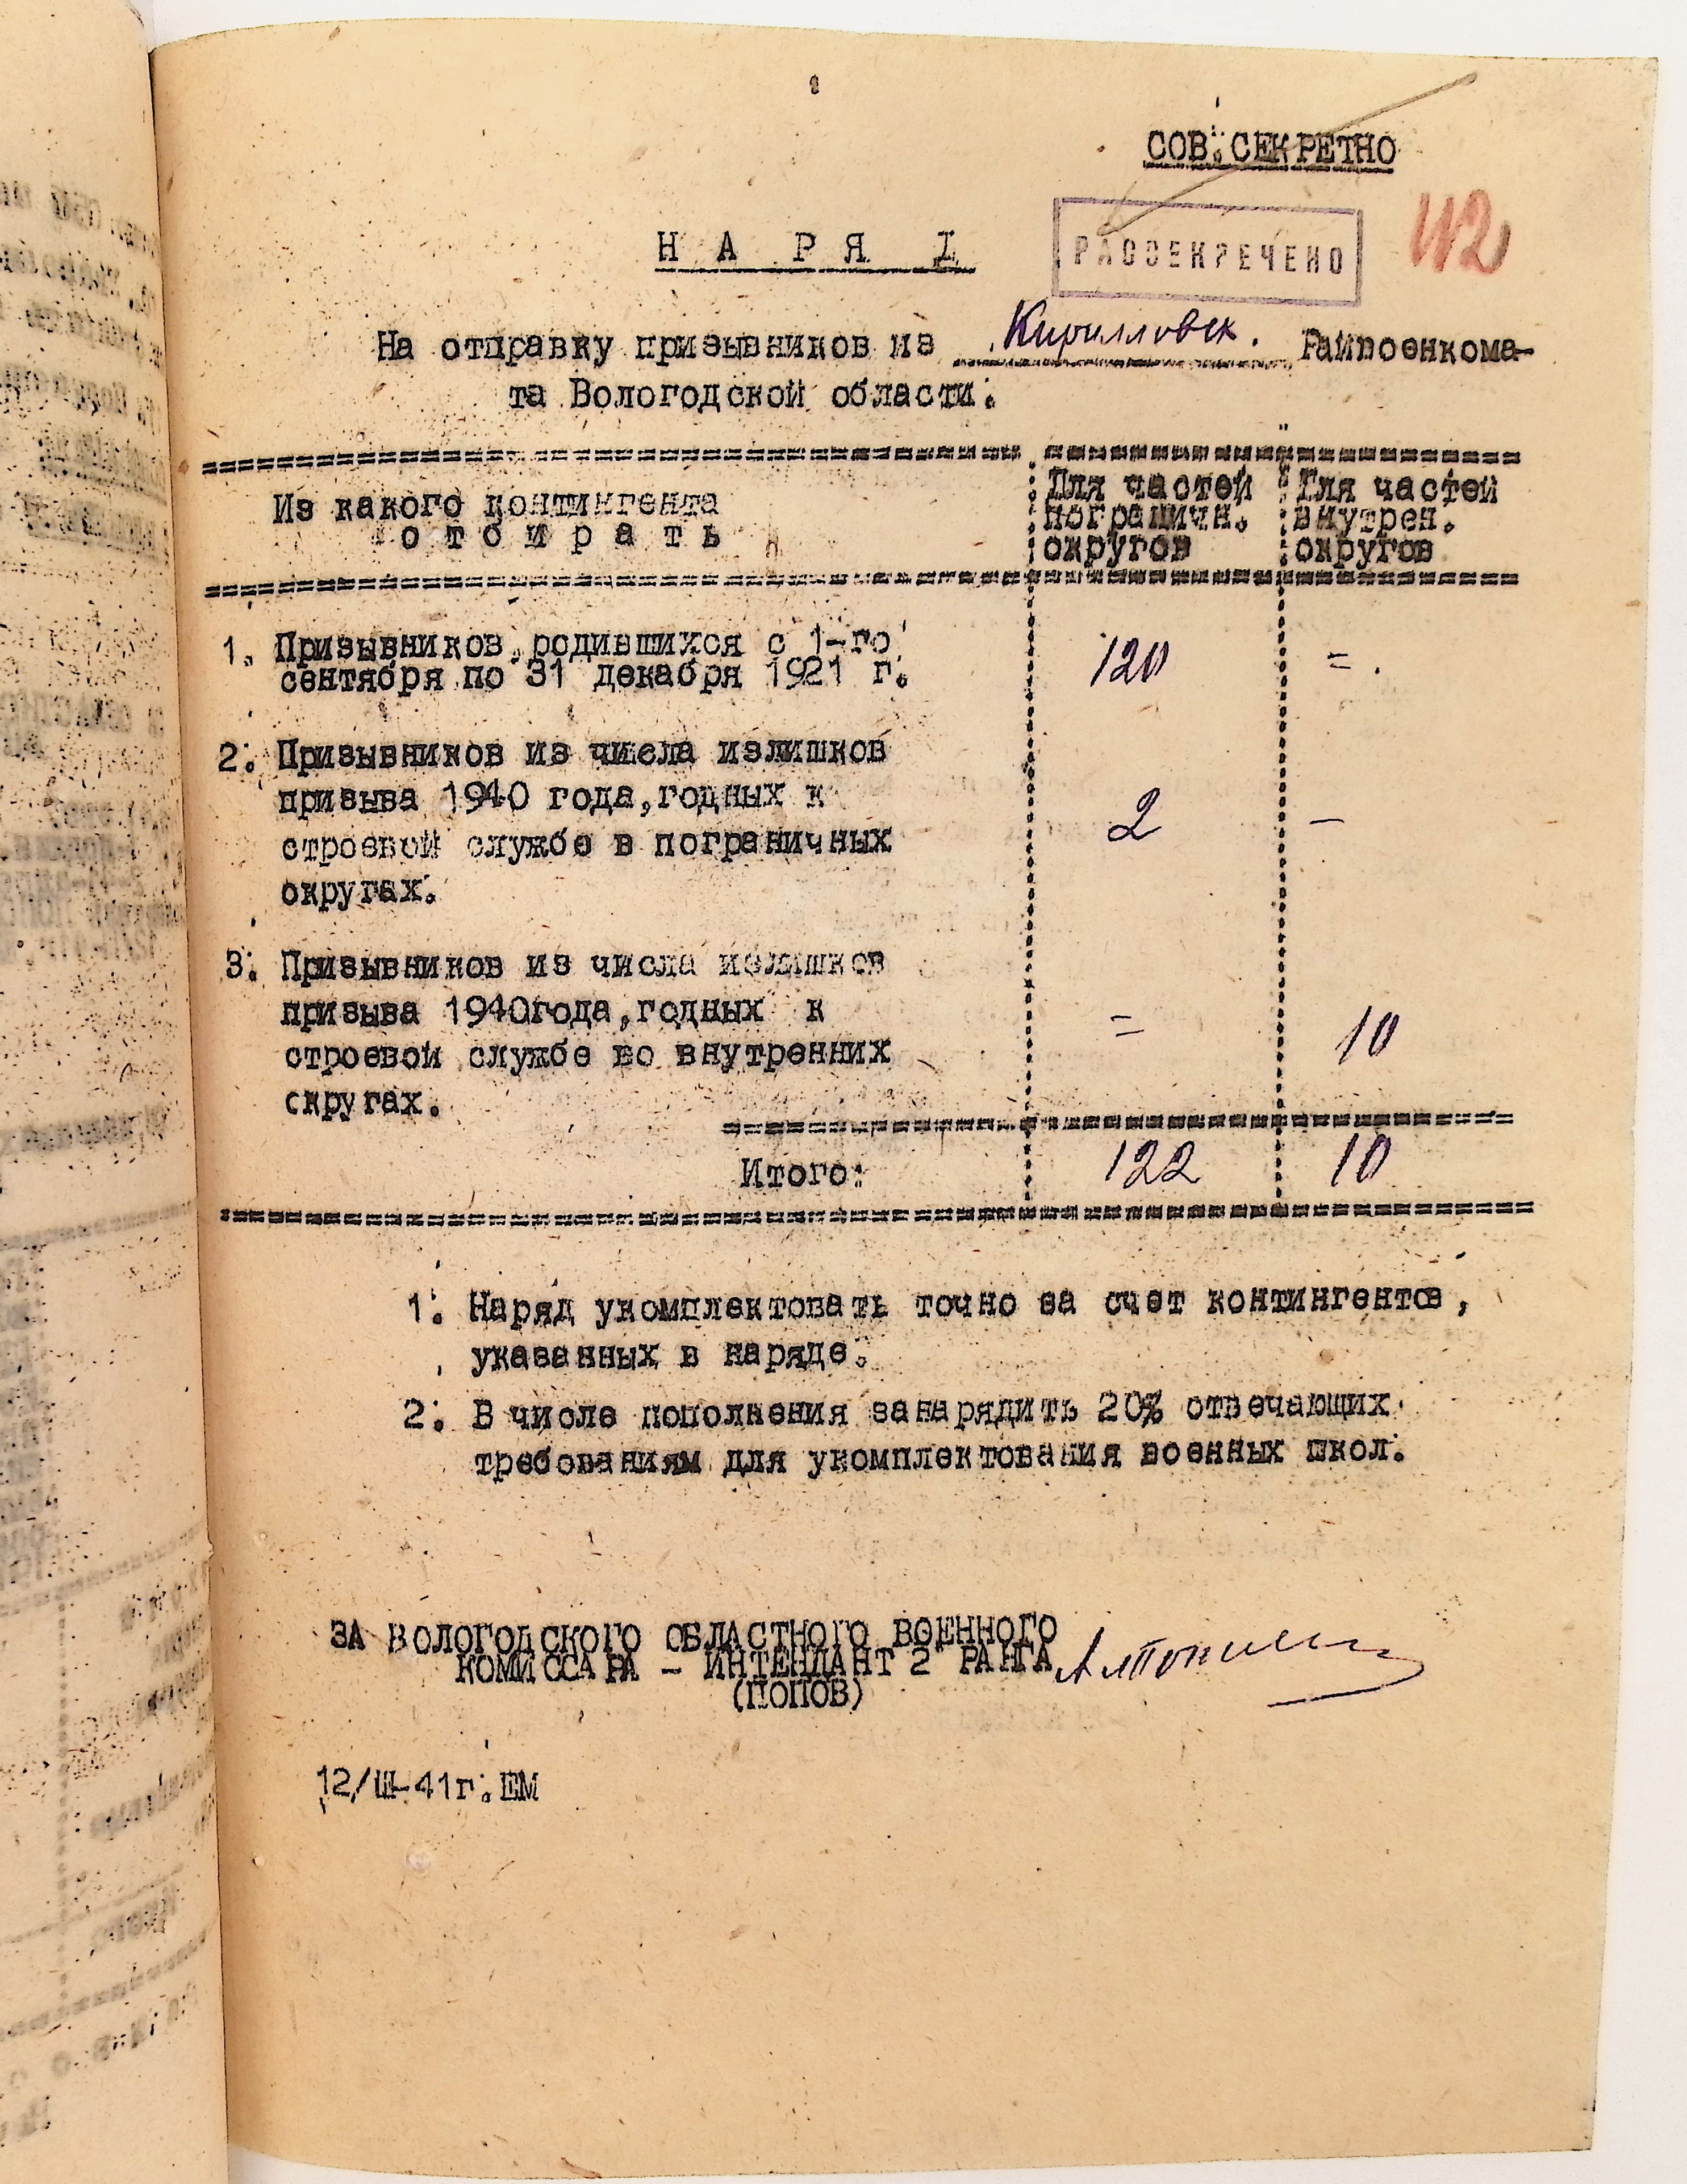 СОВ. СЕКРЕТНО
Н А Р Я Д
РАССЕКРЕЧЕНО
112
На отправку призывников из Кирилловск. Райвоенкома-
та Вологодской области.
Из какого контингента
о т б и р а т ь
Для частей
погранич.
округов
Для частей
внутрен.
округов
1. Призывников, родившихся с 1-го
сентября по 31 декабря 1921 г. 120 =.
2. Призывников из числа излишков
призыва 1940 года, годных к
строевой службе в пограничных 2 –
округах.
3. Призывников из числа излишков
призыва 1940года, годных к = 10
строевой службе во внутренних
округах.
Итого: 122 10
1. Наряд укомплектовать точно за счет контингентов,
указанных в наряде.
2. В числе пополнения занарядить 20% отвечающих
требованиям для укомплектования военных школ.
ЗА ВОЛОГОДСКОГО ОБЛАСТНОГО ВОЕННОГО
КОМИССАРА – ИНТЕНДАНТ 2 РАНГА
(ПОПОВ)
12/Ш-41г. ЕМ